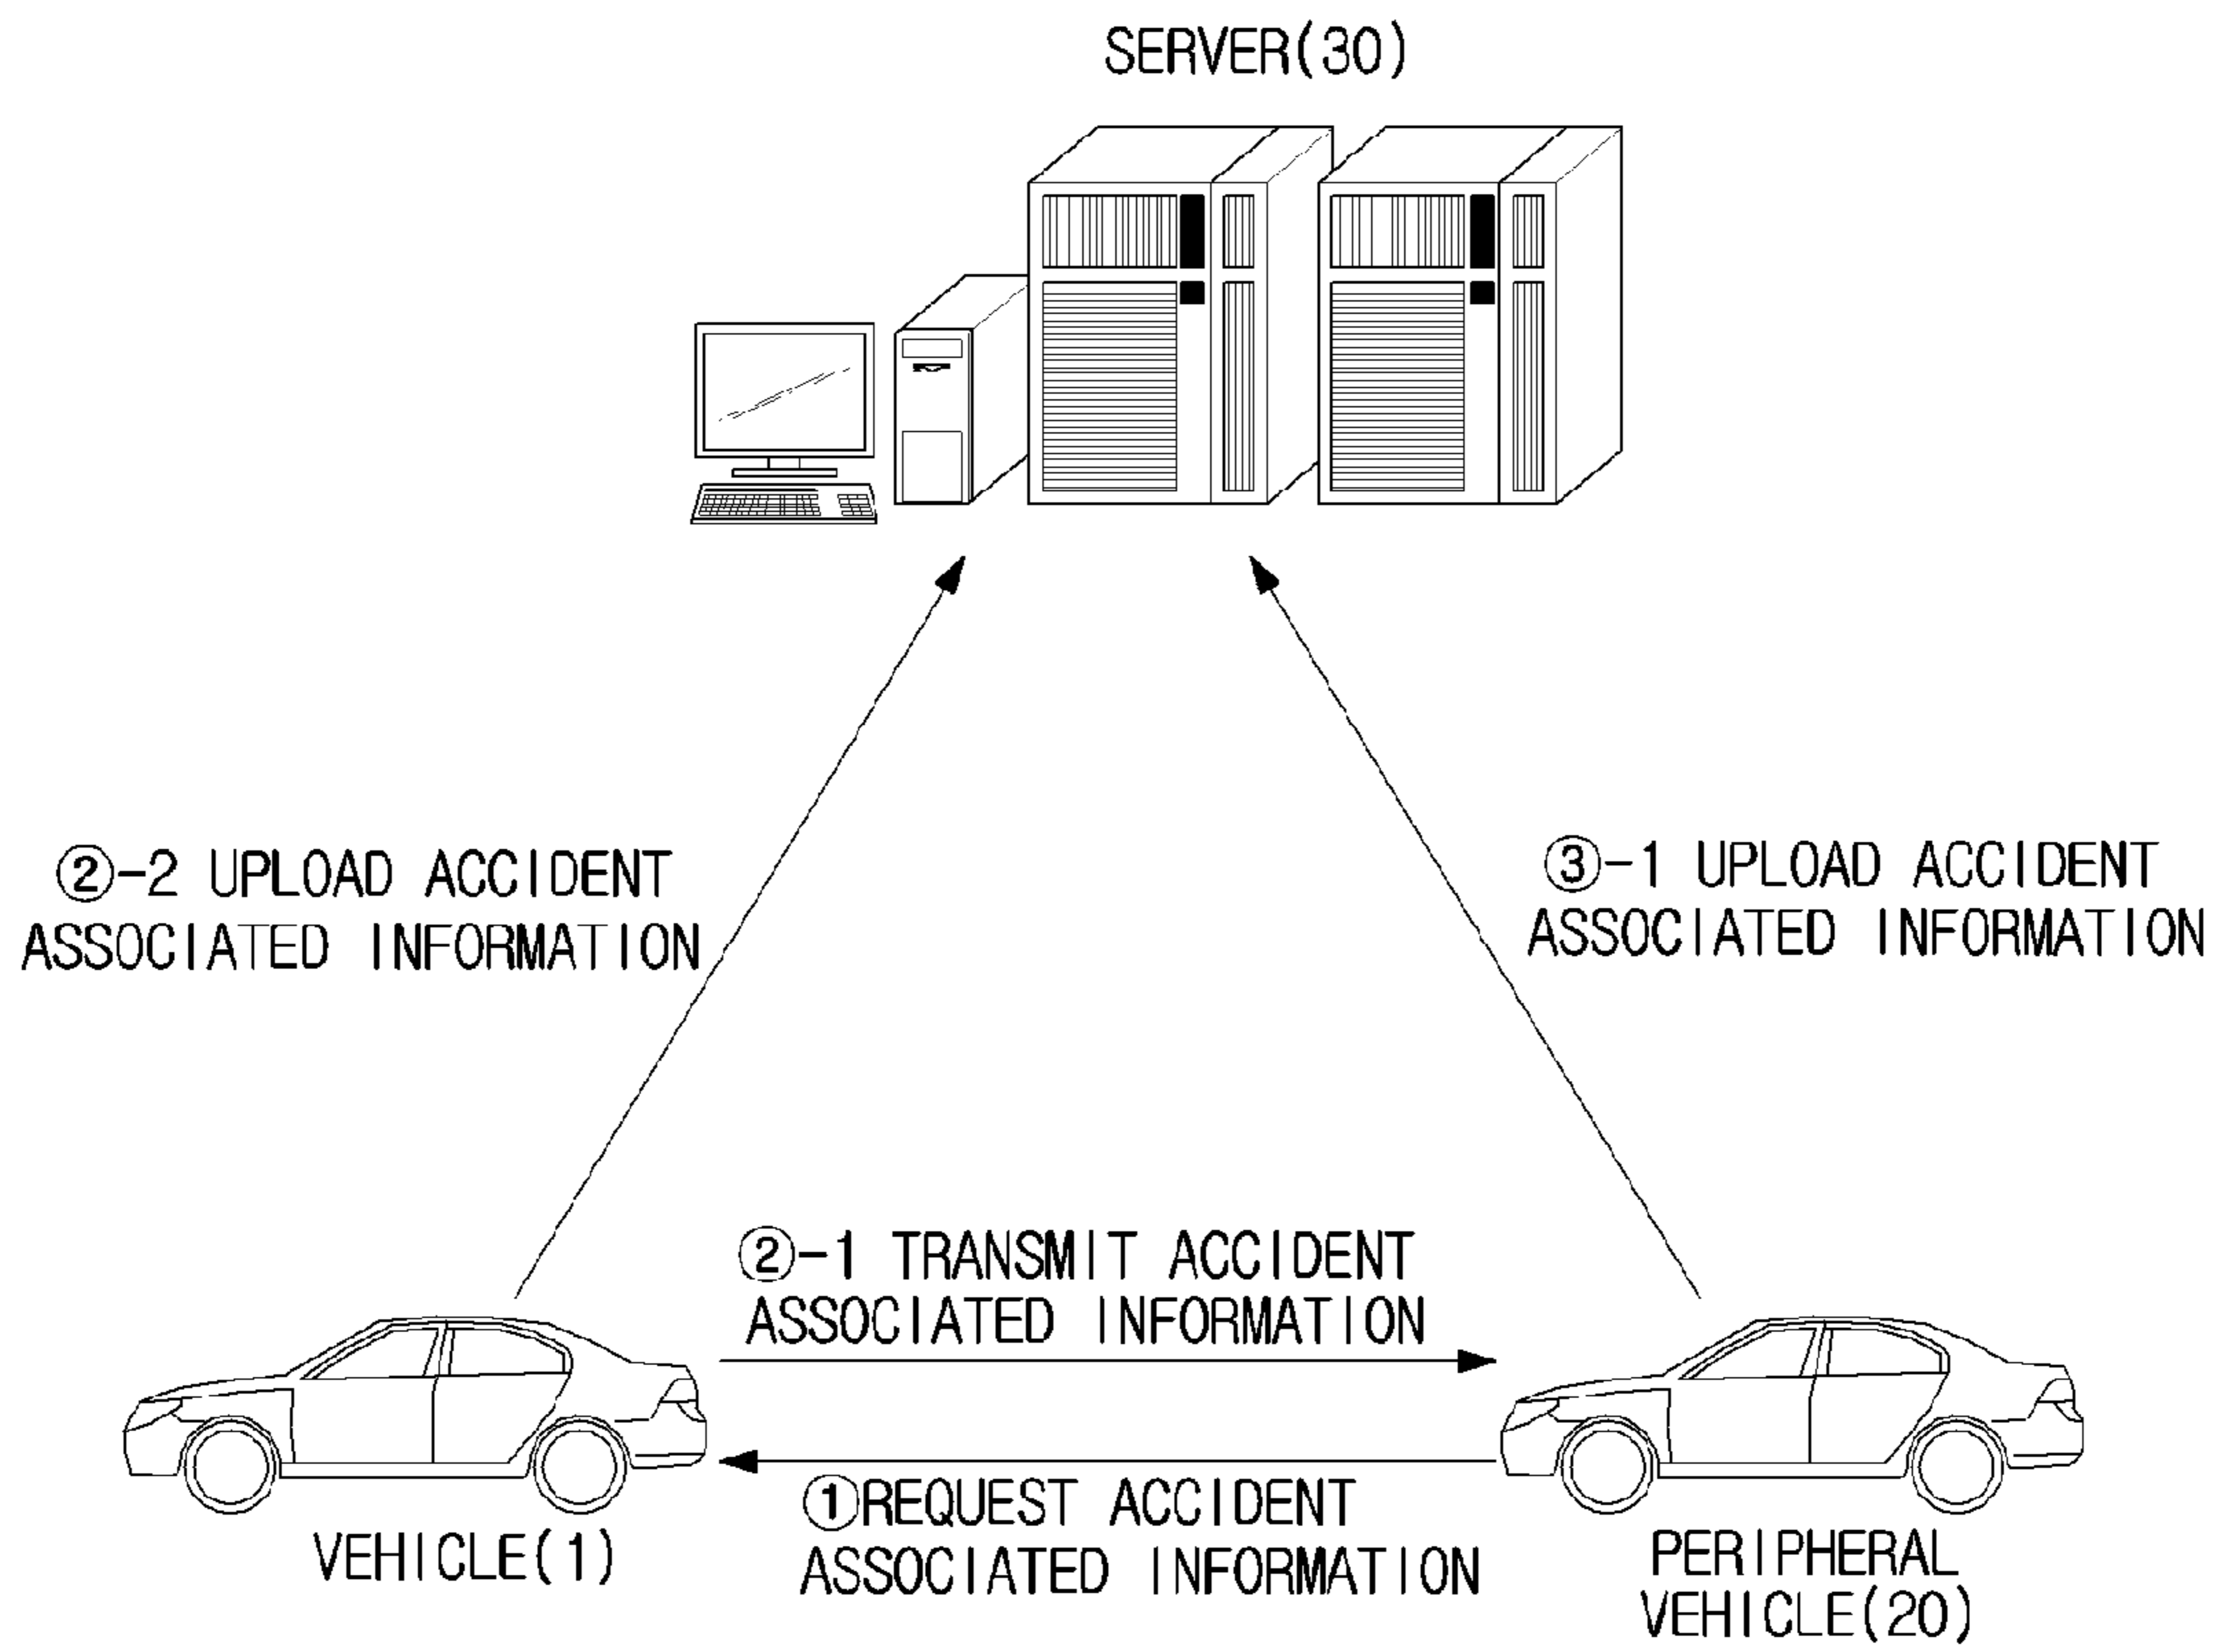 SERVER(30)
②-2 UPLOAD ACCIDENT
ASSOCIATED INFORMATION
③-1 UPLOAD ACCIDENT
ASSOCIATED INFORMATION
②-1 TRANSMIT ACCIDENT
ASSOCIATED INFORMATION
①REQUEST ACCIDENT
ASSOCIATED INFORMATION
VEHICLE(1)
PERIPHERAL
VEHICLE(20)